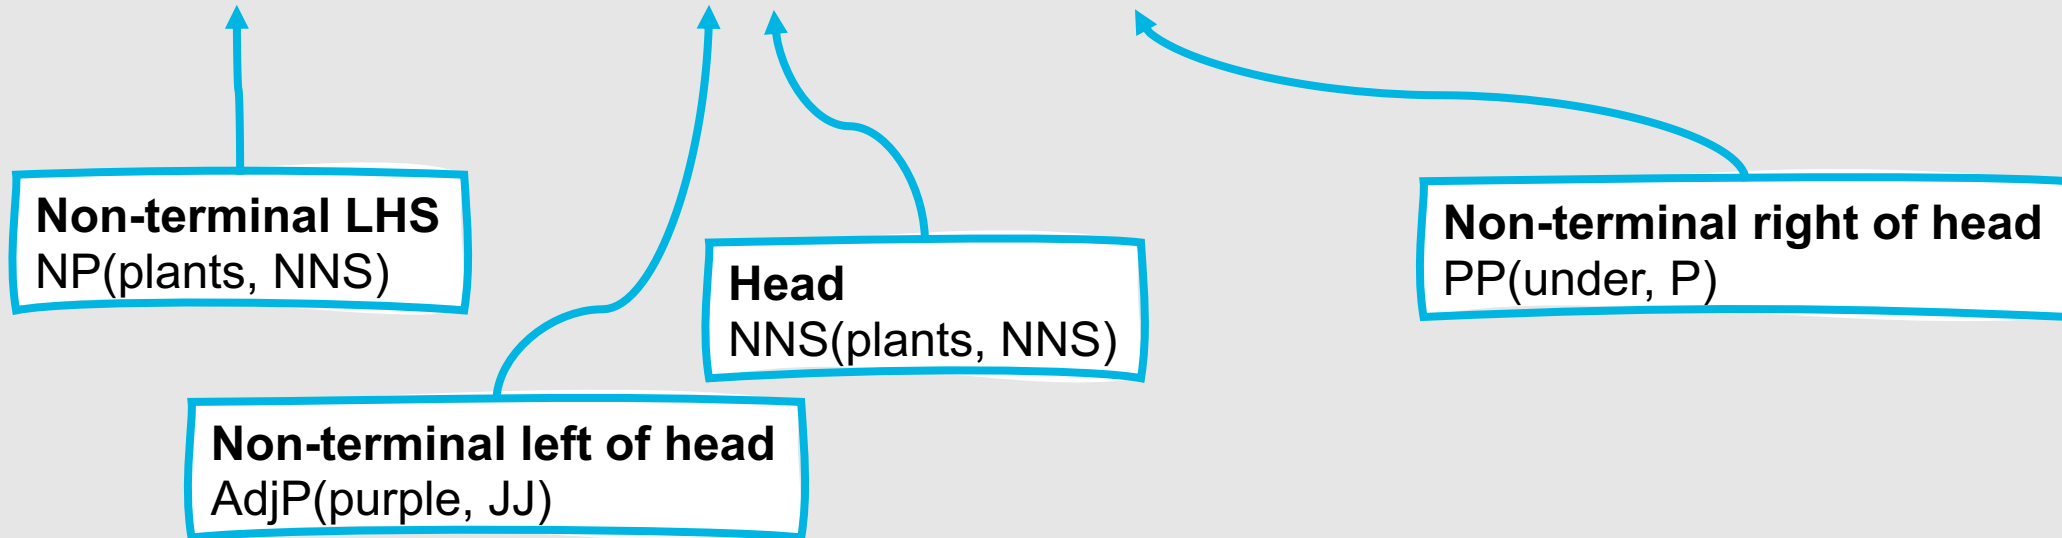 Non-terminal LHS
NP(plants, NNS)
Non-terminal left of head
AdjP(purple, JJ)
Head
NNS(plants, NNS)
Non-terminal right of head
PP(under, P)